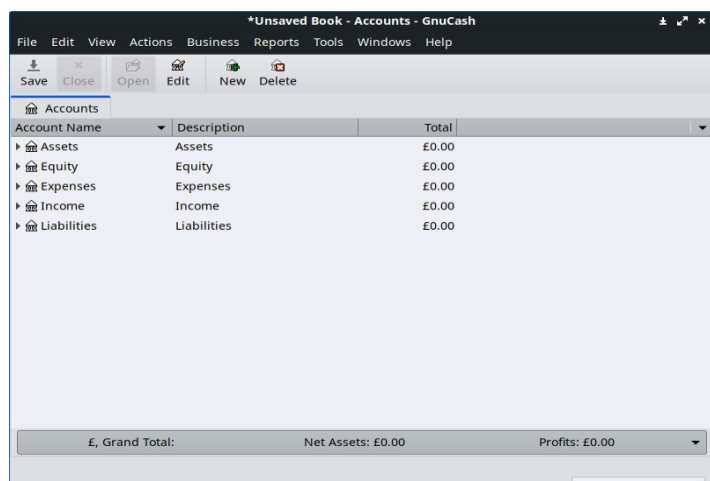 *Unsaved Book - Accounts - GnuCash
File Edit View Actions Business Reports Tools Windows Help
Save Close Open Edit New Delete
Accounts
Account Name Description Total
Assets Assets £0.00
Equity Equity £0.00
Expenses Expenses £0.00
Income Income £0.00
Liabilities Liabilities £0.00
£, Grand Total: Net Assets: £0.00 Profits: £0.00